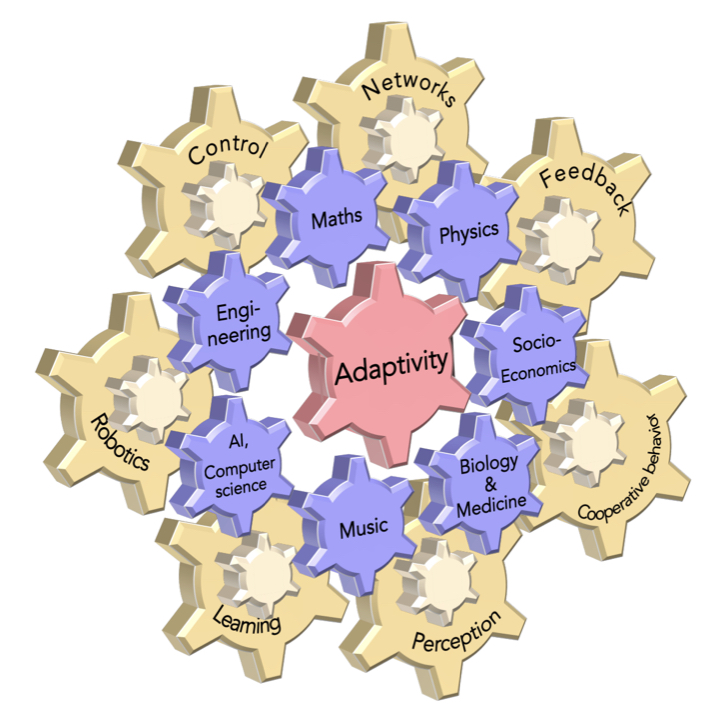 Networks
Control
Feedback
Maths
Physics
Engi-
neering
Socio-
Economics
Adaptivity
Robotics
AI,
Computer
science
Biology
&
Medicine
Cooperative behavior
Music
Learning
Perception